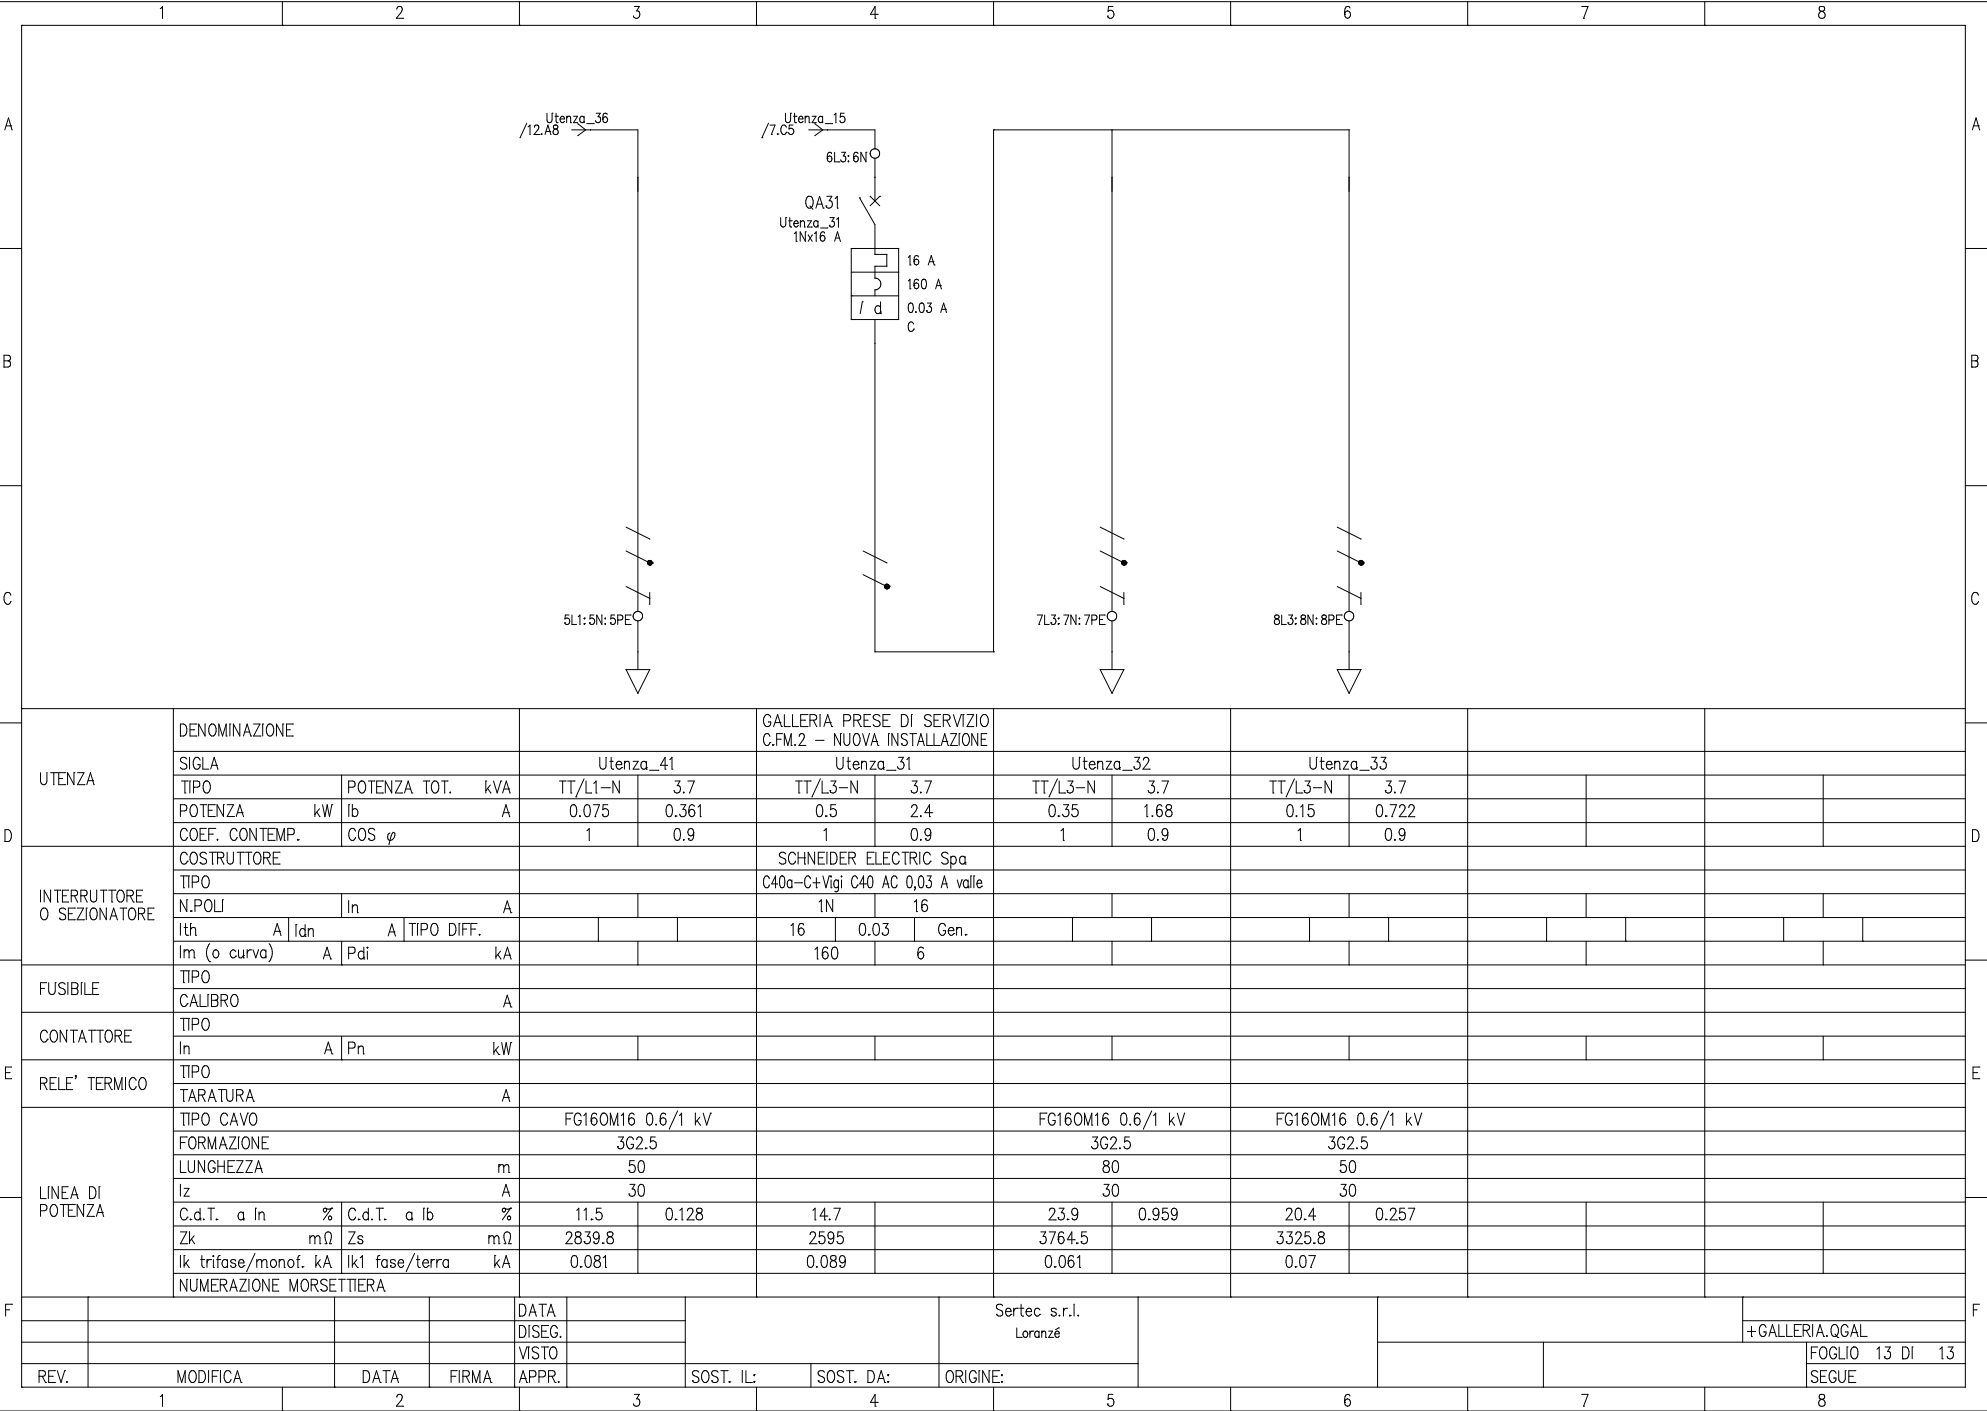 1 2 3 4 5 6 7 8
A A
Utenza_36 Utenza_15
/12.A8 /7.C5
6L3:6N
QA31
Utenza_31
1Nx16 A
16 A
160 A
I d 0.03 A
C
B B
C C
5L1:5N:5PE 7L3:7N:7PE 8L3:8N:8PE
UTENZA
DENOMINAZIONE GALLERIA PRESE DI SERVIZIO
C.FM.2 – NUOVA INSTALLAZIONE
SIGLA Utenza_41 Utenza_31 Utenza_32 Utenza_33
TIPO POTENZA TOT. kVA TT/L1-N 3.7 TT/L3-N 3.7 TT/L3-N 3.7 TT/L3-N 3.7
POTENZA kW Ib A 0.075 0.361 0.5 2.4 0.35 1.68 0.15 0.722
D COEF. CONTEMP. COS φ 1 0.9 1 0.9 1 0.9 1 0.9 D
INTERRUTTORE
O SEZIONATORE
COSTRUTTORE SCHNEIDER ELECTRIC Spa
TIPO C40a-C+Vigi C40 AC 0,03 A valle
N.POLI In A 1N 16
Ith A Idn A TIPO DIFF. 16 0.03 Gen.
Im (o curva) A Pdi kA 160 6
FUSIBILE
TIPO
CALIBRO A
CONTATTORE
TIPO
In A Pn kW
E RELE' TERMICO E
TIPO
TARATURA A
LINEA DI
POTENZA
TIPO CAVO FG16OM16 0.6/1 kV FG16OM16 0.6/1 kV FG16OM16 0.6/1 kV
FORMAZIONE 3G2.5 3G2.5 3G2.5
LUNGHEZZA m 50 80 50
Iz A 30 30 30
C.d.T. a In % C.d.T. a Ib % 11.5 0.128 14.7 23.9 0.959 20.4 0.257
Zk mΩ Zs mΩ 2839.8 2595 3764.5 3325.8
Ik trifase/monof. kA Ik1 fase/terra kA 0.081 0.089 0.061 0.07
NUMERAZIONE MORSETTIERA
F DATA Sertec s.r.l. F
DISEG. Loranzé +GALLERIA.QGAL
VISTO FOGLIO 13 DI 13
REV. MODIFICA DATA FIRMA APPR. SOST. IL: SOST. DA: ORIGINE: SEGUE
1 2 3 4 5 6 7 8